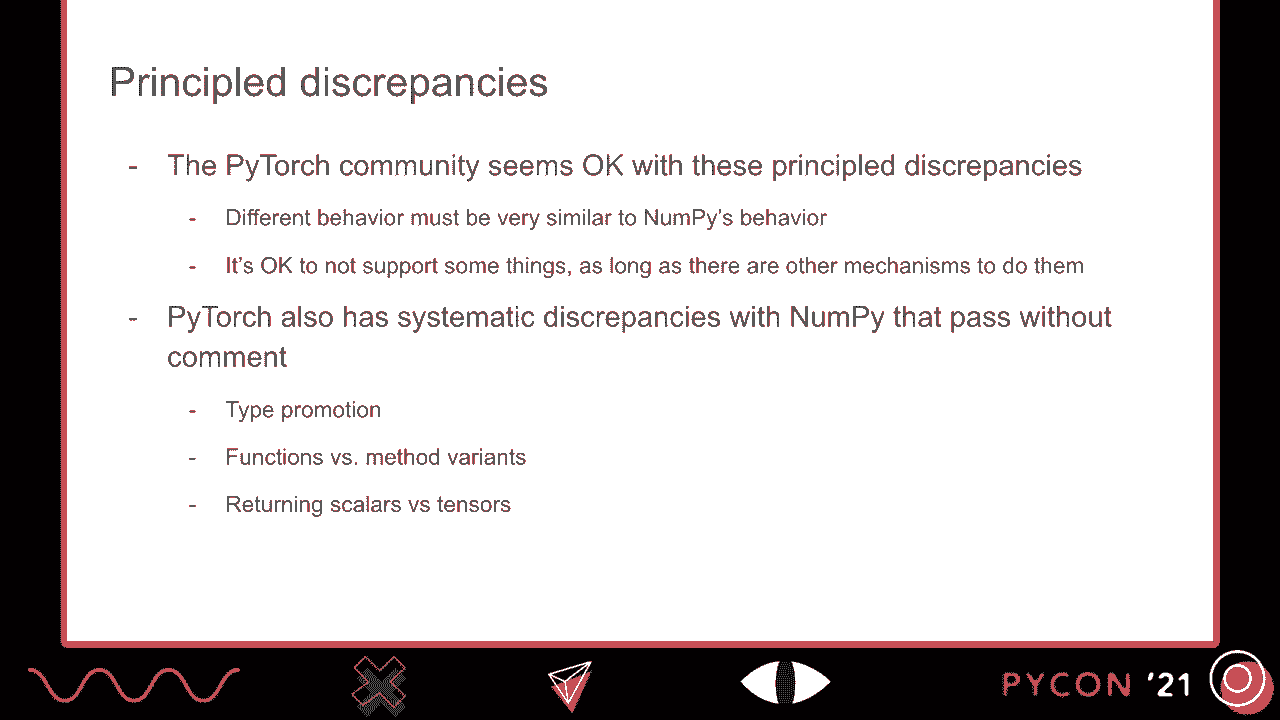 Principled discrepancies
- The PyTorch community seems OK with these principled discrepancies
- Different behavior must be very similar to NumPy's behavior
- It’s OK to not support some things, as long as there are other mechanisms to do them
- PyTorch also has systematic discrepancies with NumPy that pass without
comment
- Type promotion
- Functions vs. method variants
- Returning scalars vs tensors
PYCON '21